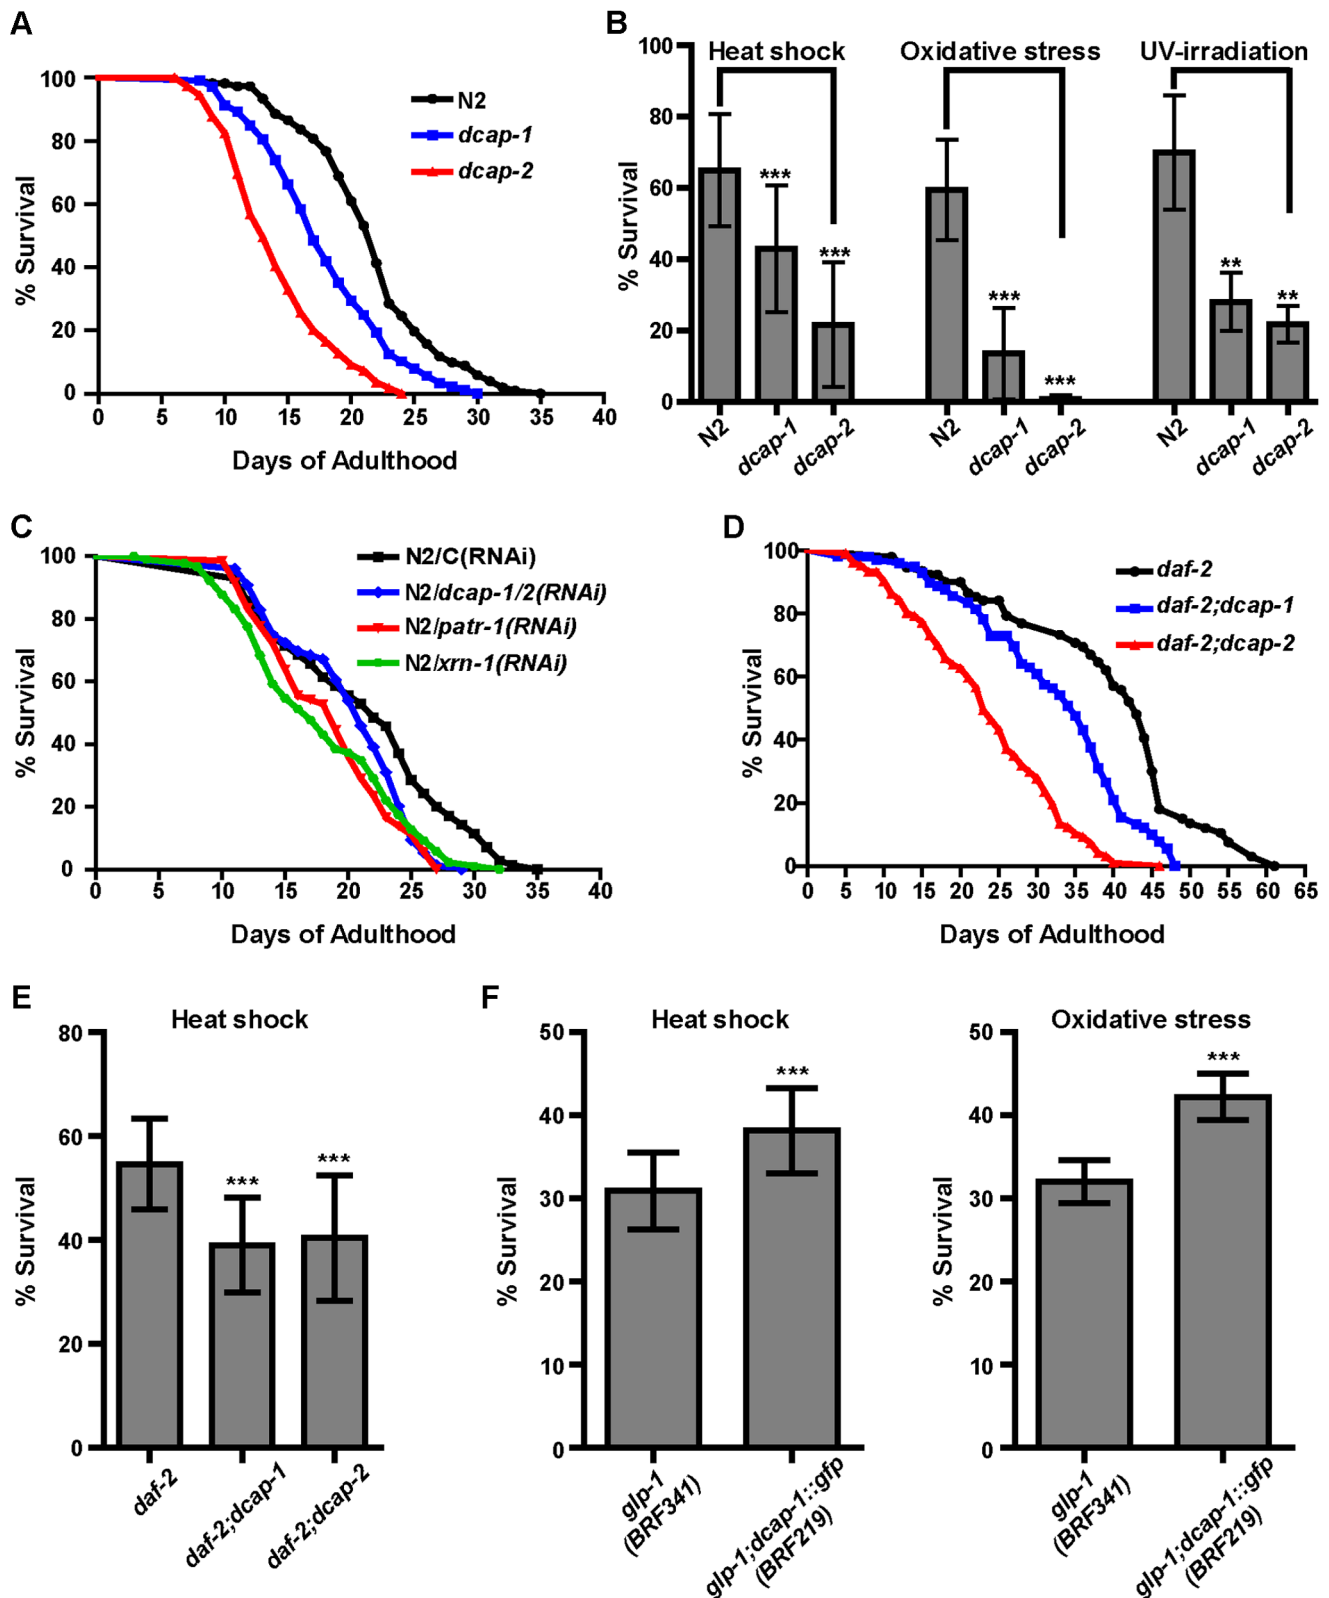 A
100
80
60
40
20
0
% Survival
0
5
10
15
20
25
30
35
40
Days of Adulthood
N2
dcap-1
dcap-2
B
100
80
60
40
20
0
% Survival
Heat shock
Oxidative stress
UV-irradiation
***
***
***
***
**
**
N2
dcap-1
dcap-2
N2
dcap-1
dcap-2
N2
dcap-1
dcap-2
C
100
80
60
40
20
0
% Survival
0
5
10
15
20
25
30
35
40
Days of Adulthood
N2/C(RNAi)
N2/dcap-1/2(RNAi)
N2/patr-1(RNAi)
N2/xrn-1(RNAi)
D
100
80
60
40
20
0
% Survival
0
5
10
15
20
25
30
35
40
45
50
55
60
65
Days of Adulthood
daf-2
daf-2;dcap-1
daf-2;dcap-2
E
Heat shock
80
60
40
20
0
% Survival
***
***
daf-2
daf-2;dcap-1
daf-2;dcap-2
F
Heat shock
50
40
30
20
10
0
% Survival
***
glp-1
(BRF341)
glp-1;dcap-1::gfp
(BRF219)
Oxidative stress
50
40
30
20
10
0
% Survival
***
glp-1
(BRF341)
glp-1;dcap-1::gfp
(BRF219)